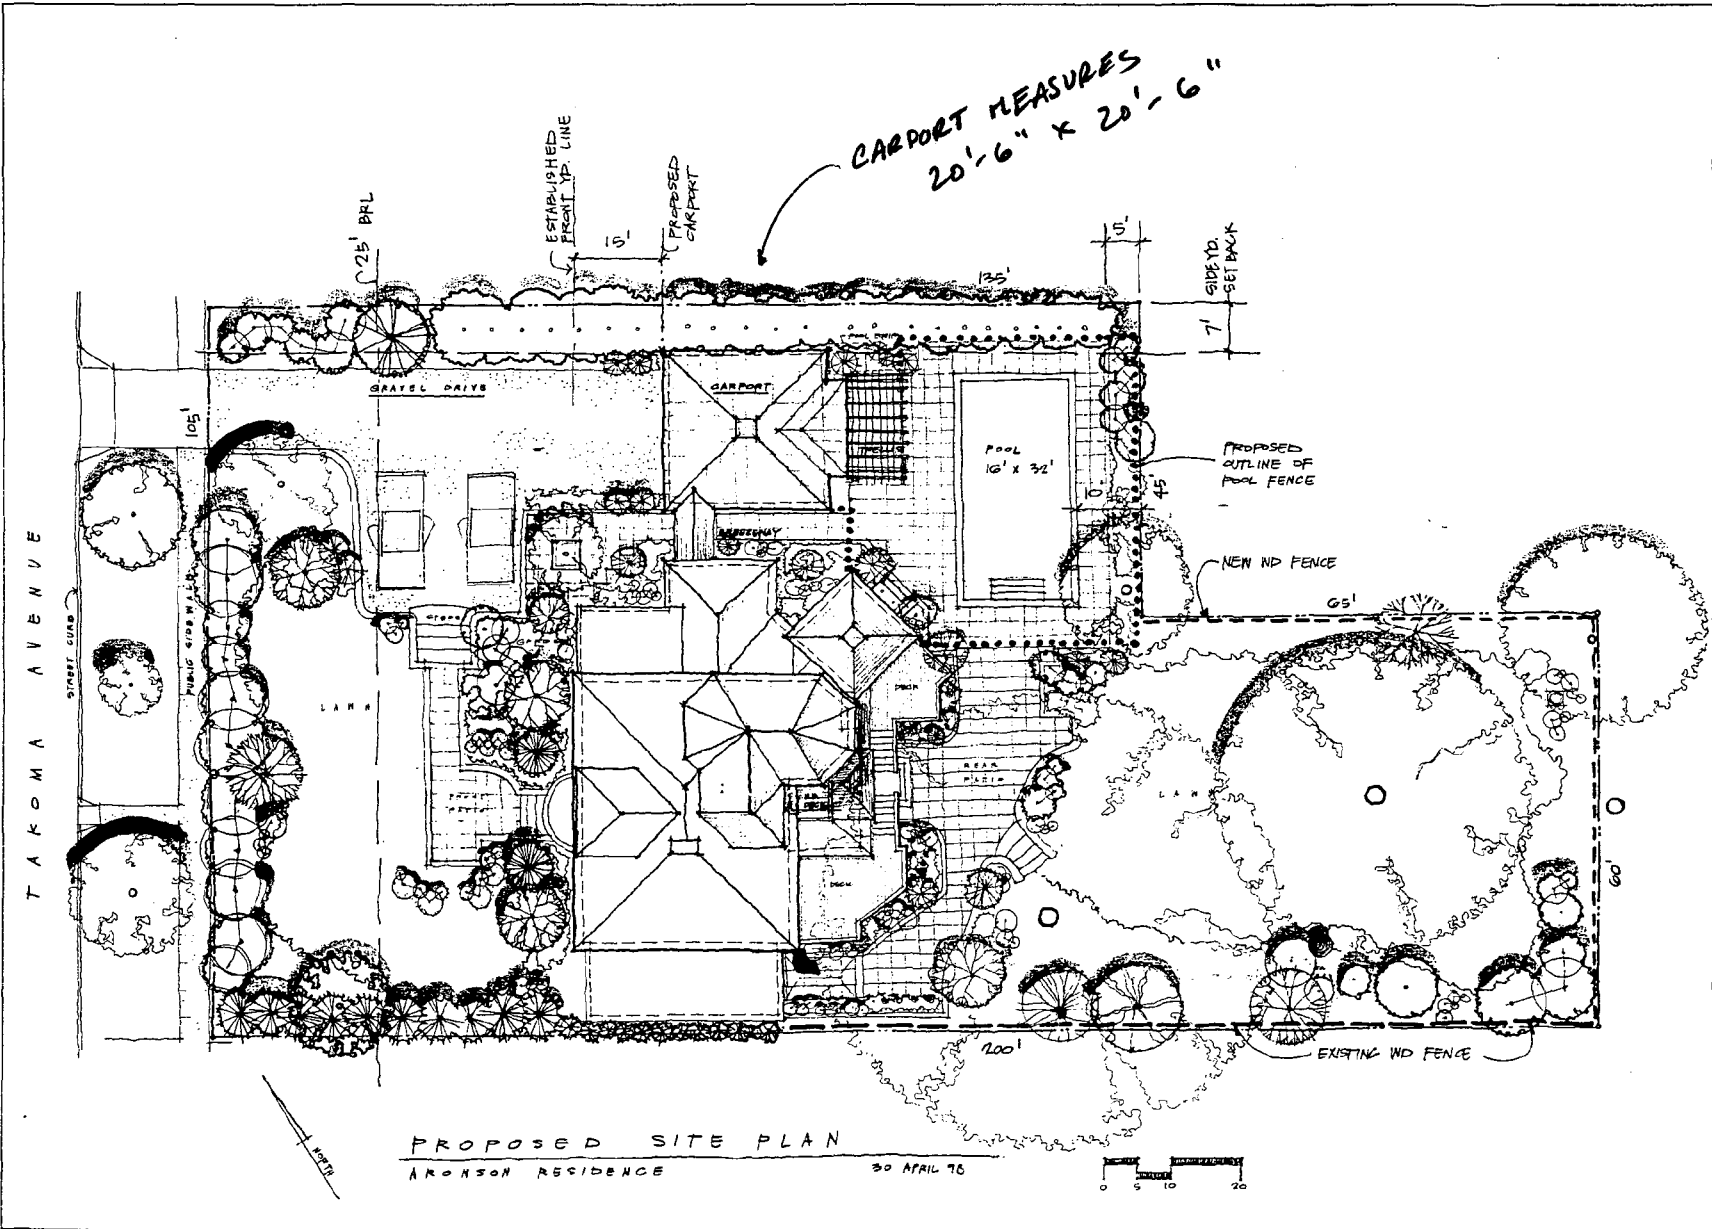 CARPORT MEASURES
20'-6" x 20'-6"
ESTABLISHED
FRONT YD. LINE
PROPOSED
CARPORT
25' BRL
15'
5'
SIDE YD.
SET BACK
7'
135'
GRAVEL DRIVE
CARPORT
105'
POOL
16' x 32'
PROPOSED
OUTLINE OF
POOL FENCE
10'
45'
BREEZEWAY
NEW WD FENCE
65'
TAKOMA AVENUE
STREET CURB
PUBLIC SIDEWALK
LAWN
DECK
REAR
PATIO
LAWN
DECK
60'
200'
EXISTING WD FENCE
NORTH
PROPOSED SITE PLAN
ARONSON RESIDENCE 30 APRIL 98
0 5 10 20